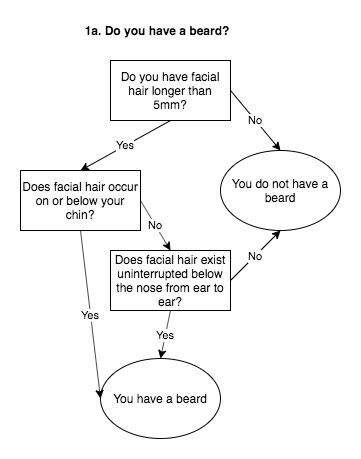 1a. Do you have a beard?
Do you have facial
hair longer than
5mm?
No
Yes
Does facial hair occur
on or below your
chin?
You do not have a
beard
No
Does facial hair exist
uninterrupted below
the nose from ear to
ear?
No
Yes
Yes
You have a beard